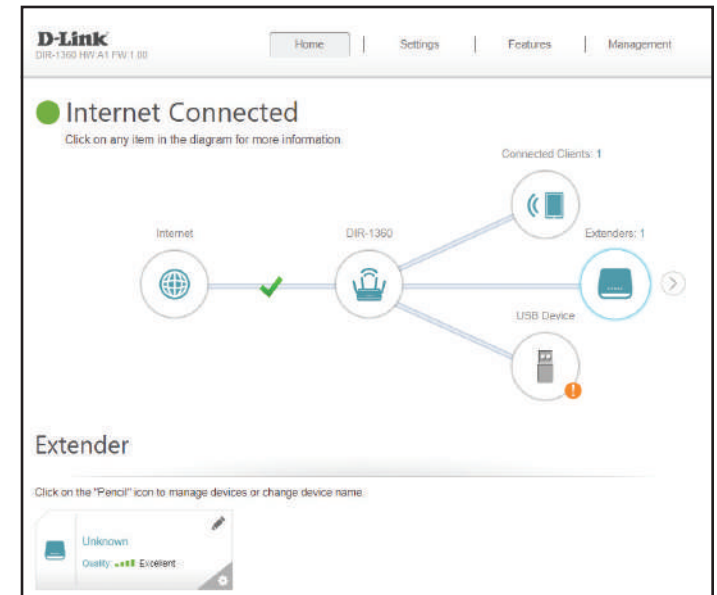 D-Link
DIR-1360 HW:A1 FW:1.00
Home | Settings | Features | Management
Internet Connected
Click on any item in the diagram for more information
Connected Clients: 1
Internet
DIR-1360
Extenders: 1
USB Device
Extender
Click on the "Pencil" icon to manage devices or change device name.
Unknown
Quality: Excellent